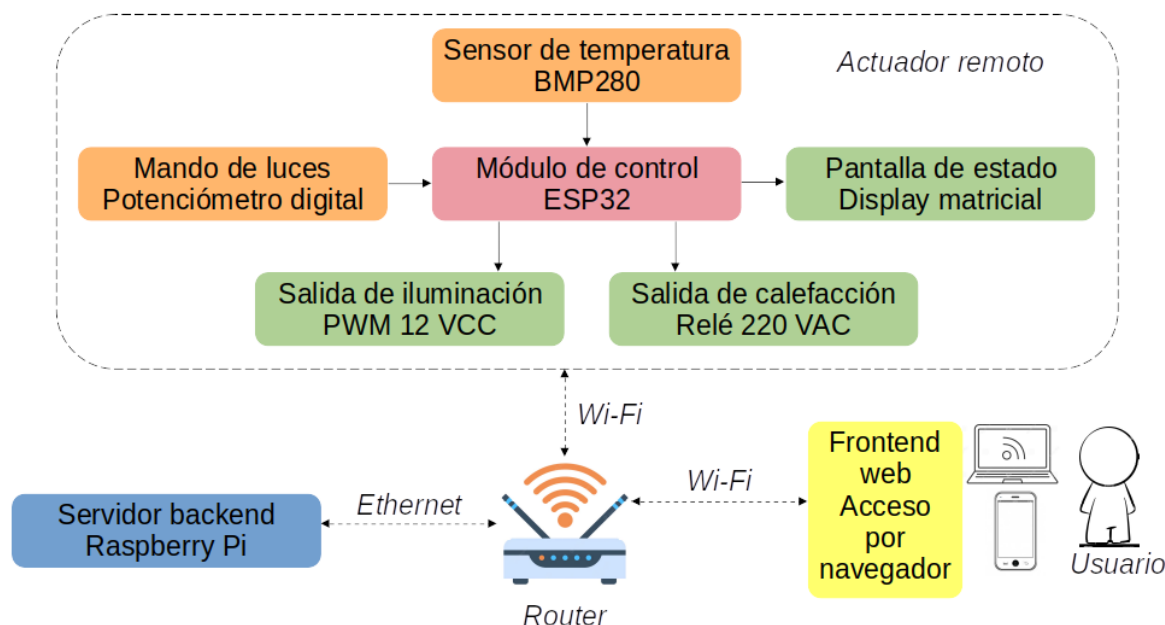 Sensor de temperatura
BMP280
Actuador remoto
Mando de luces
Potenciómetro digital
Módulo de control
ESP32
Pantalla de estado
Display matricial
Salida de iluminación
PWM 12 VCC
Salida de calefacción
Relé 220 VAC
Wi-Fi
Servidor backend
Raspberry Pi
Ethernet
Router
Wi-Fi
Frontend
web
Acceso
por
navegador
Usuario